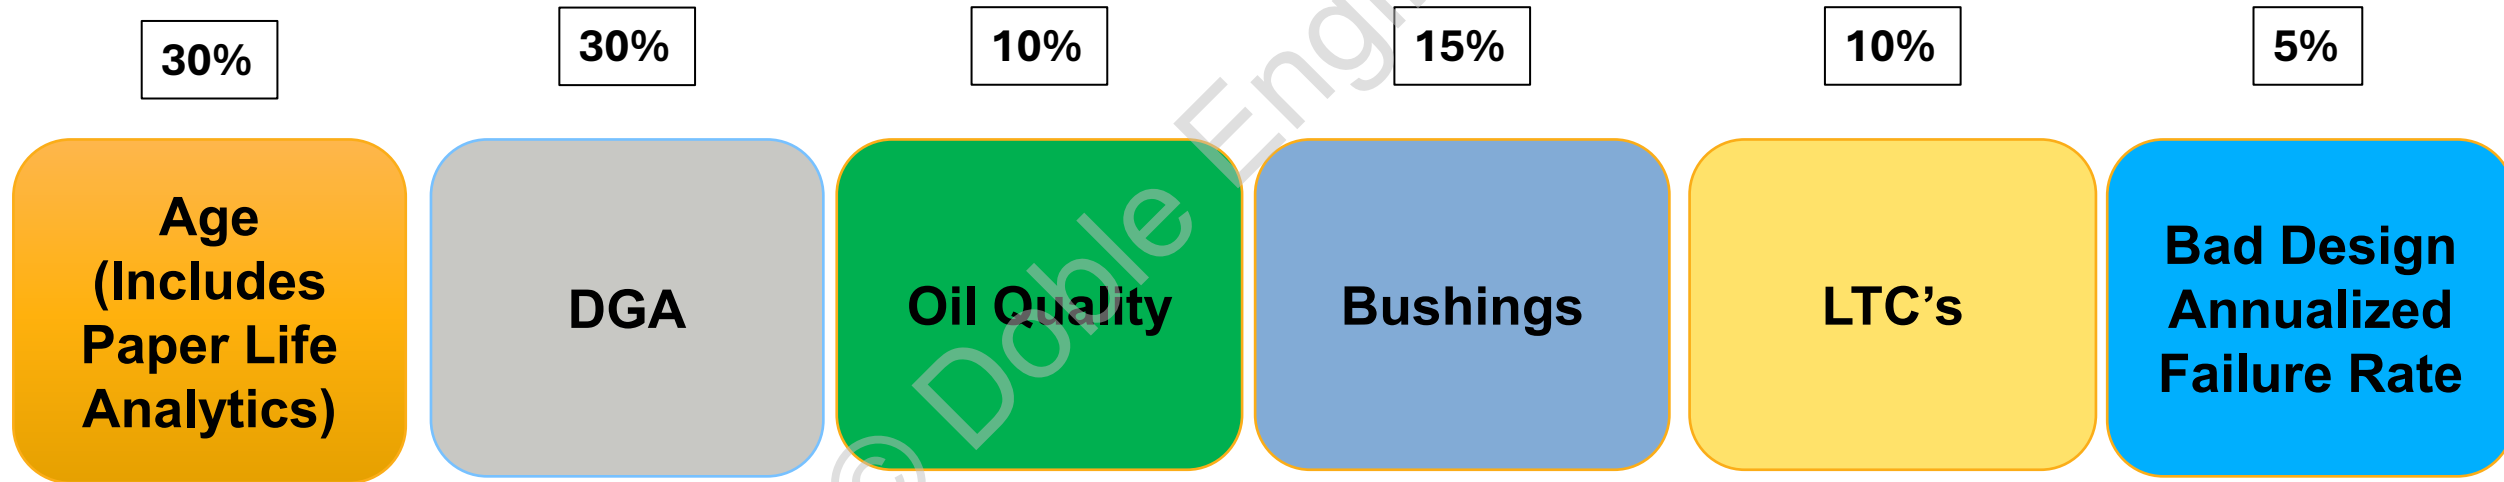 30%
30%
10%
15%
10%
5%
Age
(Includes
Paper Life
Analytics)
DGA
Oil Quality
Bushings
LTC's
Bad Design
Annualized
Failure Rate
© Doble Engi